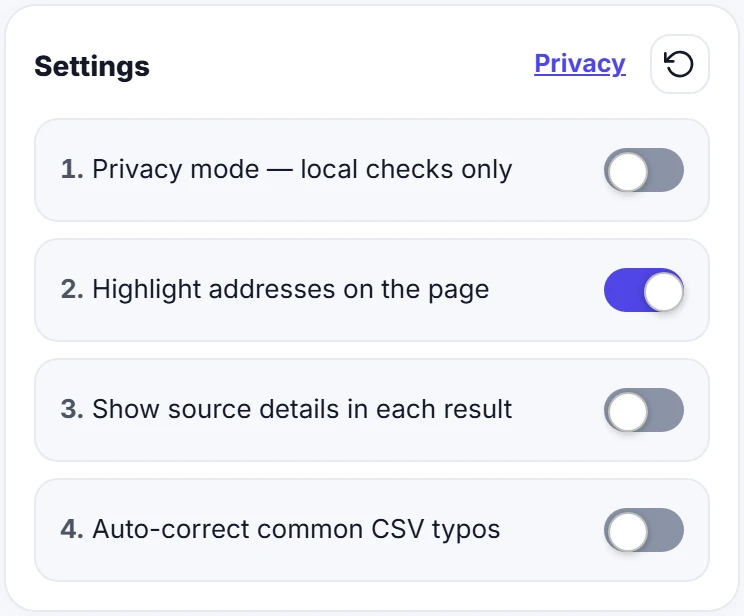 Settings
Privacy
1. Privacy mode — local checks only
2. Highlight addresses on the page
3. Show source details in each result
4. Auto-correct common CSV typos